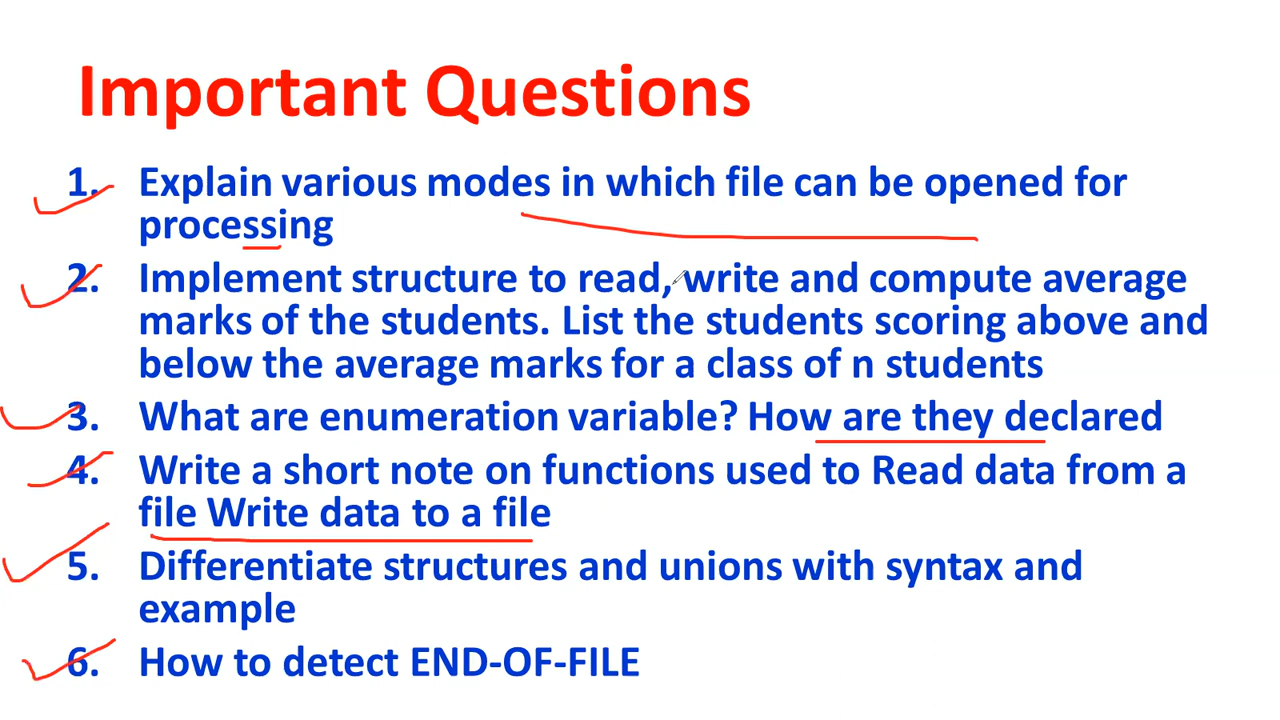 Important Questions
1. Explain various modes in which file can be opened for
processing
2. Implement structure to read, write and compute average
marks of the students. List the students scoring above and
below the average marks for a class of n students
3. What are enumeration variable? How are they declared
4. Write a short note on functions used to Read data from a
file Write data to a file
5. Differentiate structures and unions with syntax and
example
6. How to detect END-OF-FILE